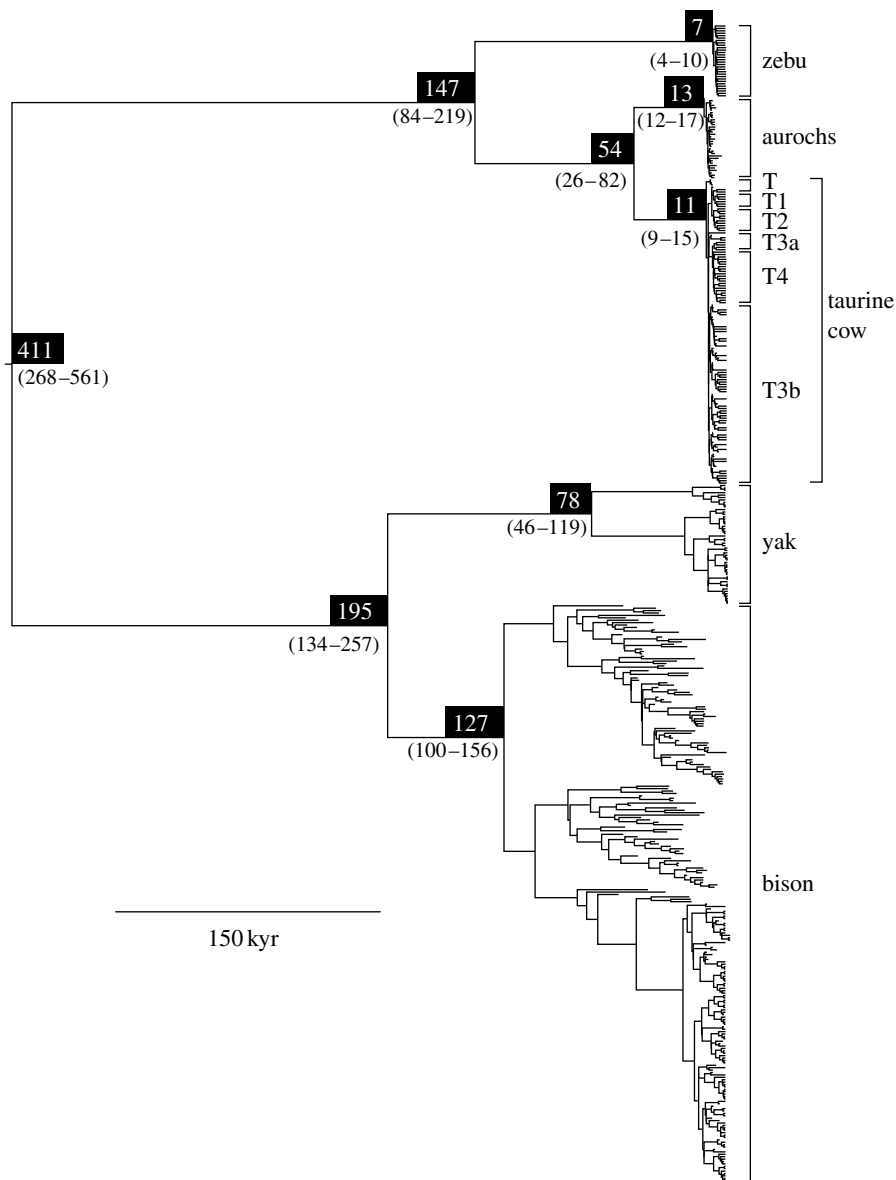 7
(4–10)
zebu
147
(84–219)
13
(12–17)
aurochs
54
(26–82)
T
T1
11
(9–15)
T2
T3a
T4
taurine
cow
411
(268–561)
T3b
78
(46–119)
yak
195
(134–257)
127
(100–156)
bison
150 kyr